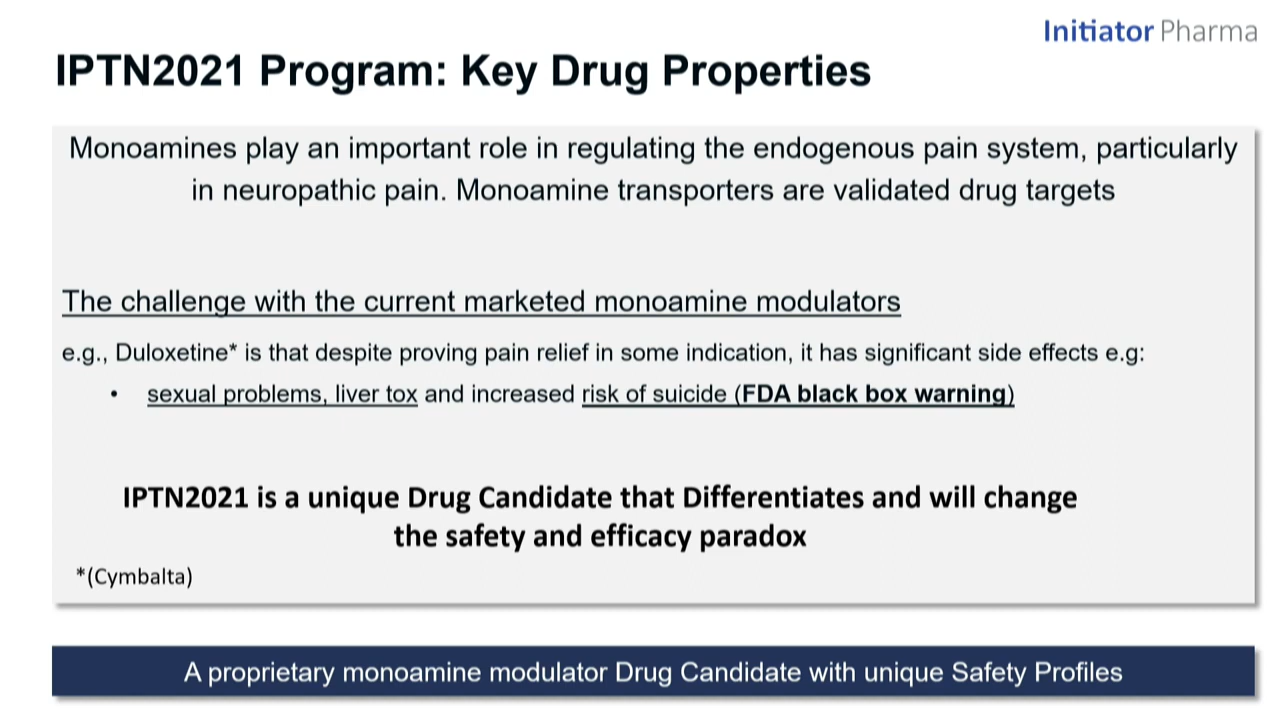 Initiator Pharma
IPTN2021 Program: Key Drug Properties
Monoamines play an important role in regulating the endogenous pain system, particularly
in neuropathic pain. Monoamine transporters are validated drug targets
The challenge with the current marketed monoamine modulators
e.g., Duloxetine* is that despite proving pain relief in some indication, it has significant side effects e.g:
• sexual problems, liver tox and increased risk of suicide (FDA black box warning)
IPTN2021 is a unique Drug Candidate that Differentiates and will change
the safety and efficacy paradox
*(Cymbalta)
A proprietary monoamine modulator Drug Candidate with unique Safety Profiles